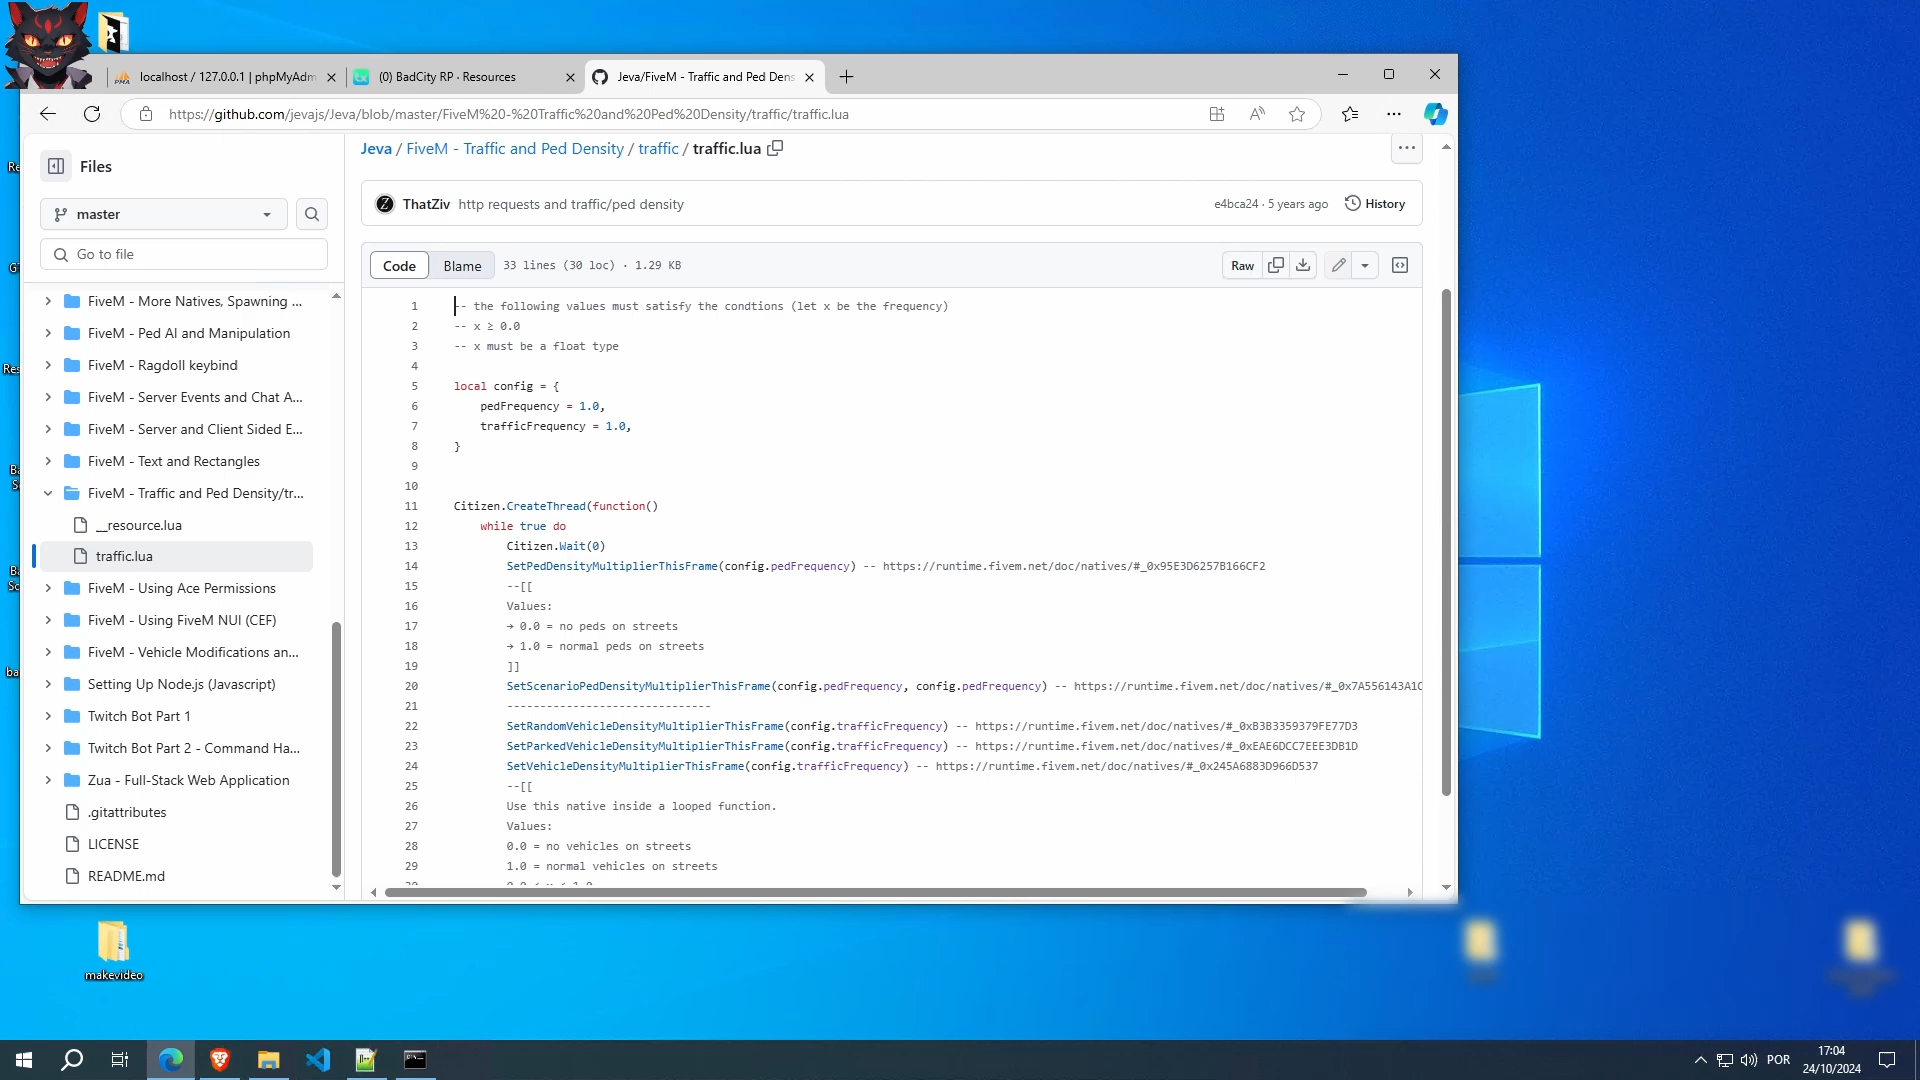 localhost / 127.0.0.1 | phpMyAdm
(0) BadCity RP · Resources
Jeva/FiveM - Traffic and Ped Dens
https://github.com/jevajs/Jeva/blob/master/FiveM%20-%20Traffic%20and%20Ped%20Density/traffic/traffic.lua
Files
master
Go to file
FiveM - More Natives, Spawning ...
FiveM - Ped AI and Manipulation
FiveM - Ragdoll keybind
FiveM - Server Events and Chat A...
FiveM - Server and Client Sided E...
FiveM - Text and Rectangles
FiveM - Traffic and Ped Density/tr...
__resource.lua
traffic.lua
FiveM - Using Ace Permissions
FiveM - Using FiveM NUI (CEF)
FiveM - Vehicle Modifications an...
Setting Up Node.js (Javascript)
Twitch Bot Part 1
Twitch Bot Part 2 - Command Ha...
Zua - Full-Stack Web Application
.gitattributes
LICENSE
README.md
Jeva / FiveM - Traffic and Ped Density / traffic / traffic.lua
ThatZiv http requests and traffic/ped density
e4bca24 · 5 years ago History
Code Blame 33 lines (30 loc) · 1.29 KB Raw
1 -- the following values must satisfy the condtions (let x be the frequency)
2 -- x ≥ 0.0
3 -- x must be a float type
4
5 local config = {
6 pedFrequency = 1.0,
7 trafficFrequency = 1.0,
8 }
9
10
11 Citizen.CreateThread(function()
12 while true do
13 Citizen.Wait(0)
14 SetPedDensityMultiplierThisFrame(config.pedFrequency) -- https://runtime.fivem.net/doc/natives/#_0x95E3D6257B166CF2
15 --[[
16 Values:
17 → 0.0 = no peds on streets
18 → 1.0 = normal peds on streets
19 ]]
20 SetScenarioPedDensityMultiplierThisFrame(config.pedFrequency, config.pedFrequency) -- https://runtime.fivem.net/doc/natives/#_0x7A556143A1C
21 -------------------------------
22 SetRandomVehicleDensityMultiplierThisFrame(config.trafficFrequency) -- https://runtime.fivem.net/doc/natives/#_0xB3B3359379FE77D3
23 SetParkedVehicleDensityMultiplierThisFrame(config.trafficFrequency) -- https://runtime.fivem.net/doc/natives/#_0xEAE6DCC7EEE3DB1D
24 SetVehicleDensityMultiplierThisFrame(config.trafficFrequency) -- https://runtime.fivem.net/doc/natives/#_0x245A6883D966D537
25 --[[
26 Use this native inside a looped function.
27 Values:
28 0.0 = no vehicles on streets
29 1.0 = normal vehicles on streets
makevideo
POR
17:04
24/10/2024